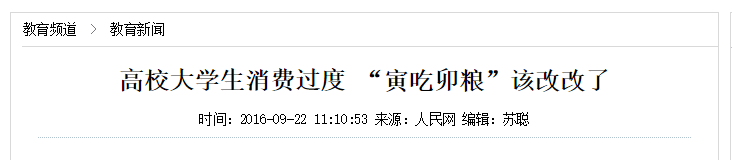 教育频道 > 教育新闻
高校大学生消费过度 “寅吃卯粮”该改改了
时间：2016-09-22 11:10:53 来源：人民网 编辑：苏聪